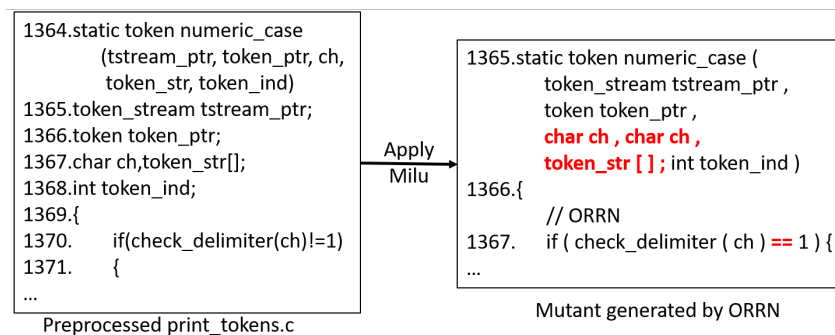 1364.static token numeric_case
(tstream_ptr, token_ptr, ch,
token_str, token_ind)
1365.token_stream tstream_ptr;
1366.token token_ptr;
1367.char ch,token_str[];
1368.int token_ind;
1369.{
1370. if(check_delimiter(ch)!=1)
1371. {
...
Preprocessed print_tokens.c
Apply
Milu
1365.static token numeric_case (
token_stream tstream_ptr ,
token token_ptr ,
char ch , char ch ,
token_str [ ] ; int token_ind )
1366.{
// ORRN
1367. if ( check_delimiter ( ch ) == 1 ) {
...
Mutant generated by ORRN